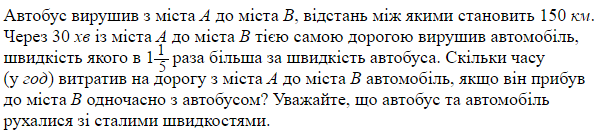 Автобус вирушив з міста A до міста B, відстань між якими становить 150 км.
Через 30 хв із міста A до міста B тією самою дорогою вирушив автомобіль,
швидкість якого в 1 1/5 раза більша за швидкість автобуса. Скільки часу
(у год) витратив на дорогу з міста A до міста B автомобіль, якщо він прибув
до міста B одночасно з автобусом? Уважайте, що автобус та автомобіль
рухалися зі сталими швидкостями.